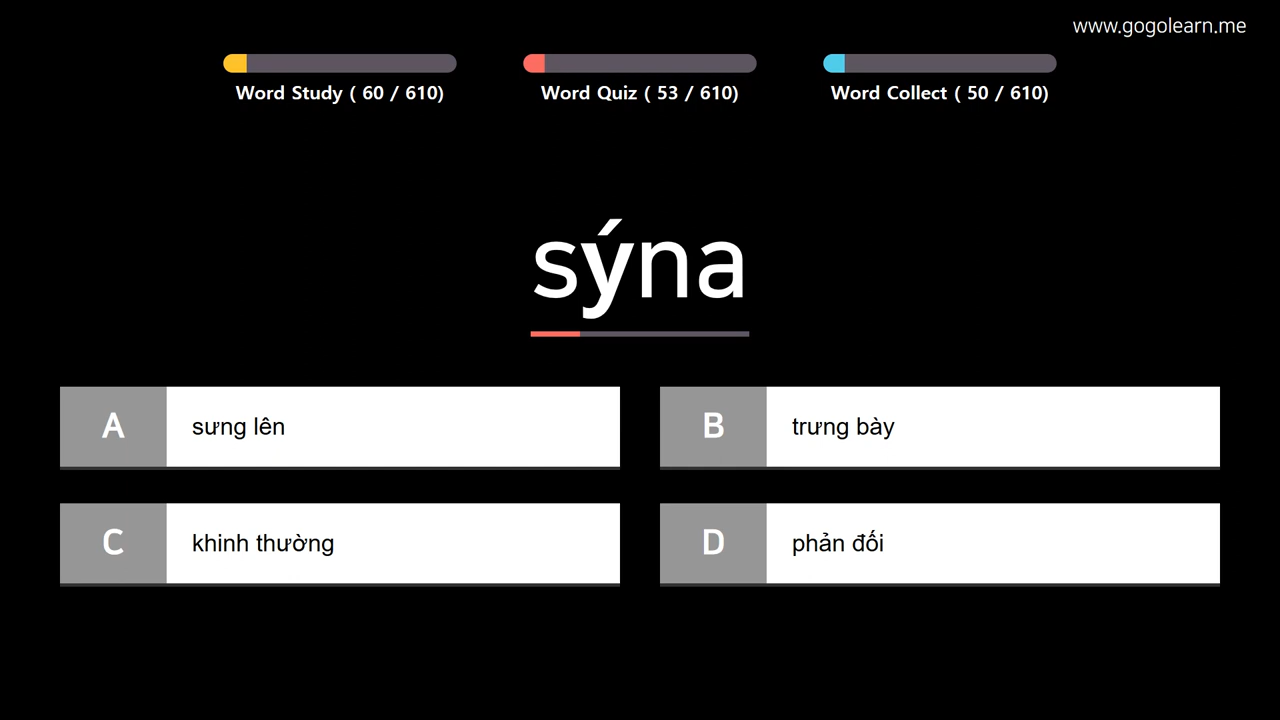 www.gogolearn.me
Word Study ( 60 / 610)
Word Quiz ( 53 / 610)
Word Collect ( 50 / 610)
sýna
A sưng lên
B trưng bày
C khinh thường
D phản đối